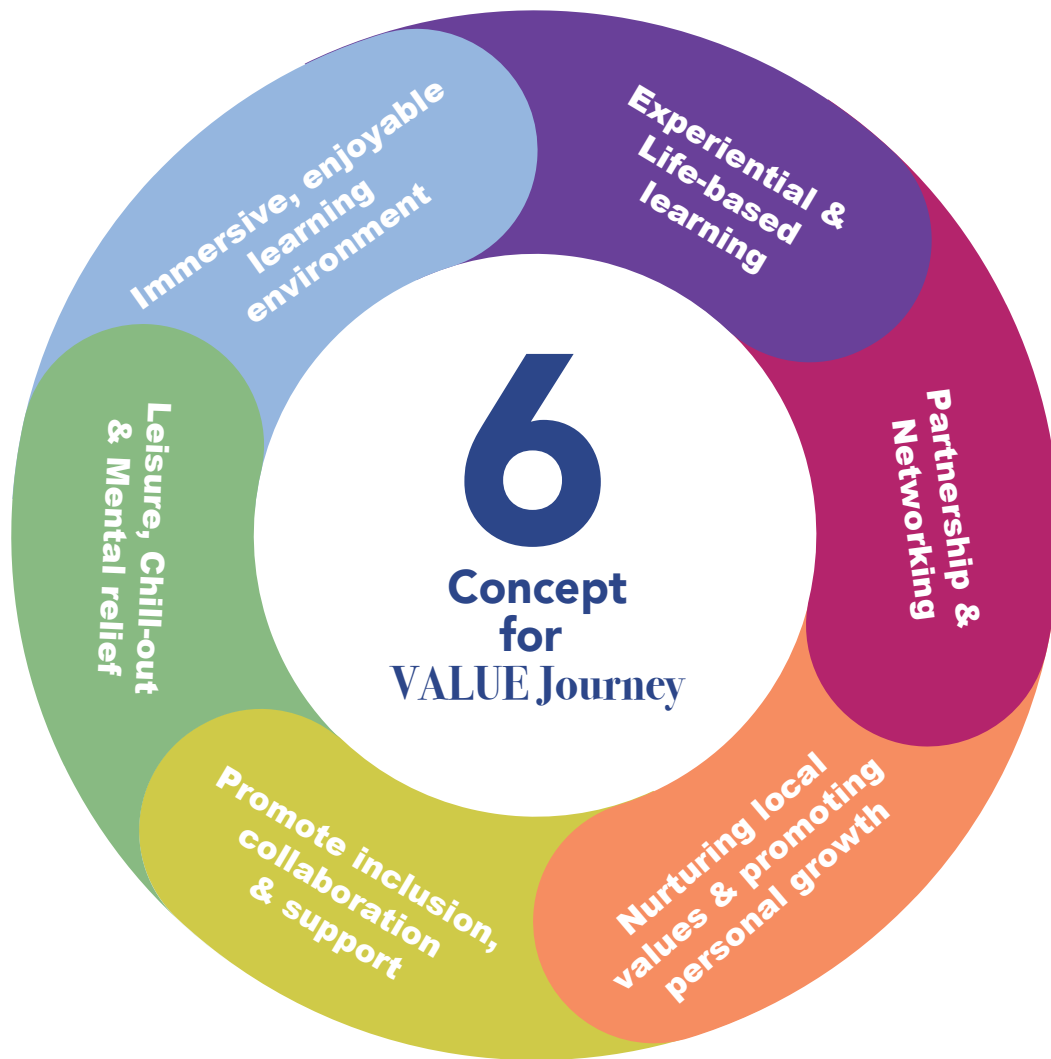 6
Concept
for
VALUE Journey
Experiential &
Life-based
learning
Partnership &
Networking
Nurturing local
values & promoting
personal growth
Promote inclusion,
collaboration
& support
Leisure, Chill-out
& Mental relief
Immersive, enjoyable
learning
environment